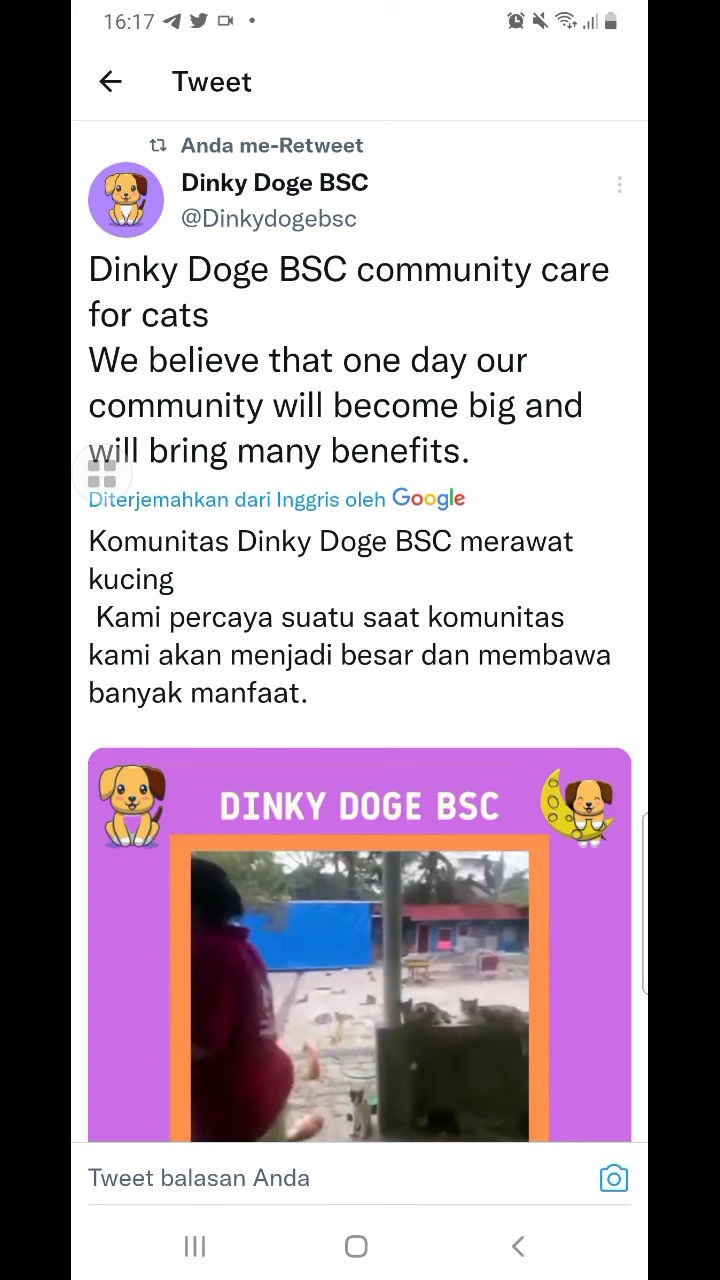 16:17
Tweet
Anda me-Retweet
Dinky Doge BSC
@Dinkydogebsc
Dinky Doge BSC community care
for cats
We believe that one day our
community will become big and
will bring many benefits.
Diterjemahkan dari Inggris oleh Google
Komunitas Dinky Doge BSC merawat
kucing
Kami percaya suatu saat komunitas
kami akan menjadi besar dan membawa
banyak manfaat.
DINKY DOGE BSC
Tweet balasan Anda